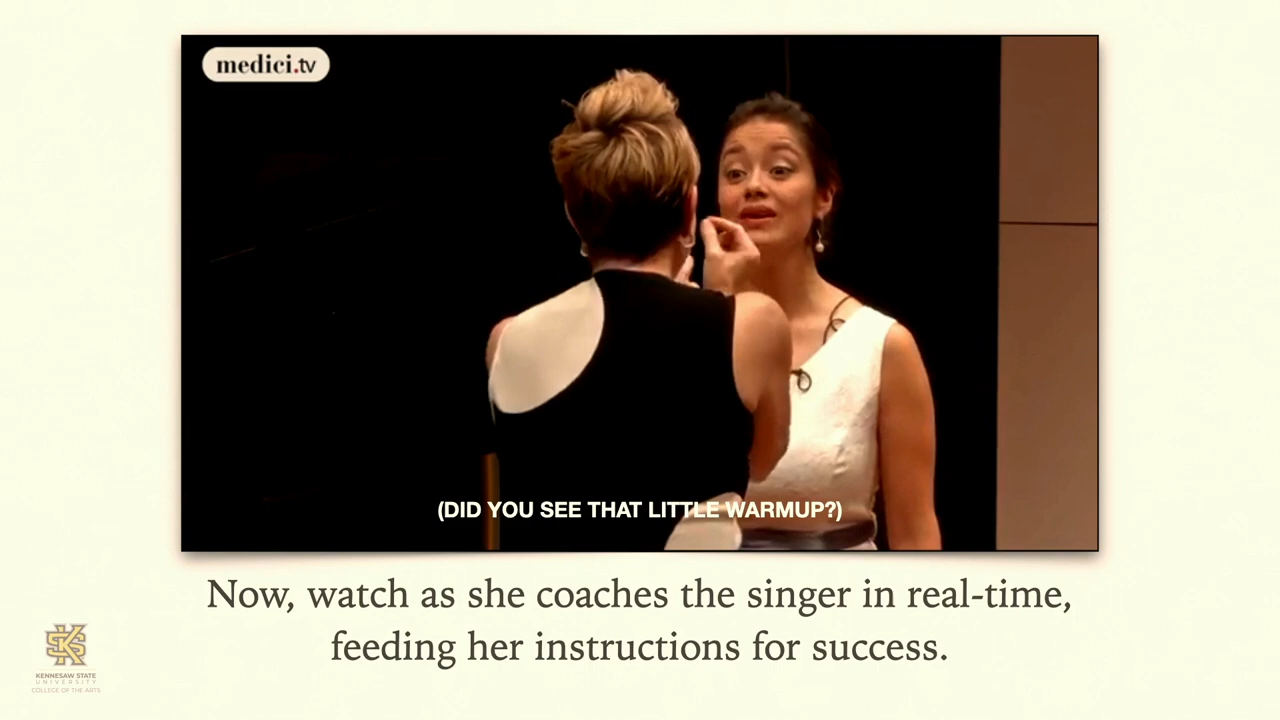 medici.tv
(DID YOU SEE THAT LITTLE WARMUP?)
Now, watch as she coaches the singer in real-time,
feeding her instructions for success.
KSU
KENNESAW STATE
UNIVERSITY
COLLEGE OF THE ARTS